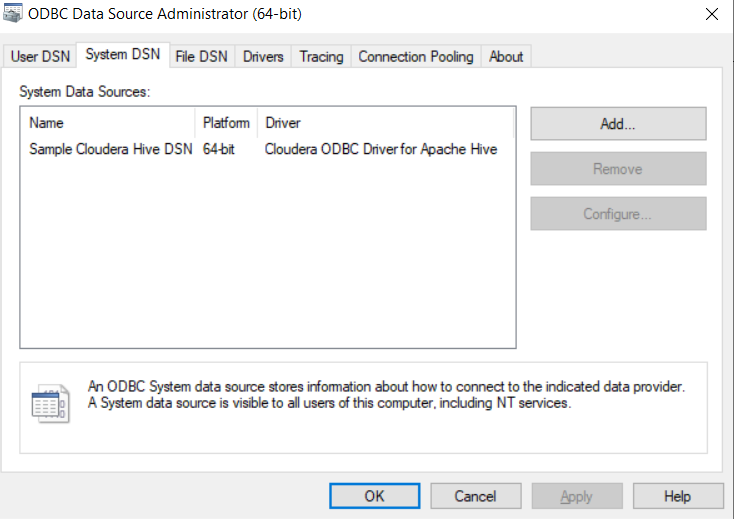 ODBC Data Source Administrator (64-bit)
User DSN System DSN File DSN Drivers Tracing Connection Pooling About
System Data Sources:
Name Platform Driver
Sample Cloudera Hive DSN 64-bit Cloudera ODBC Driver for Apache Hive
Add...
Remove
Configure...
An ODBC System data source stores information about how to connect to the indicated data provider.
A System data source is visible to all users of this computer, including NT services.
OK Cancel Apply Help